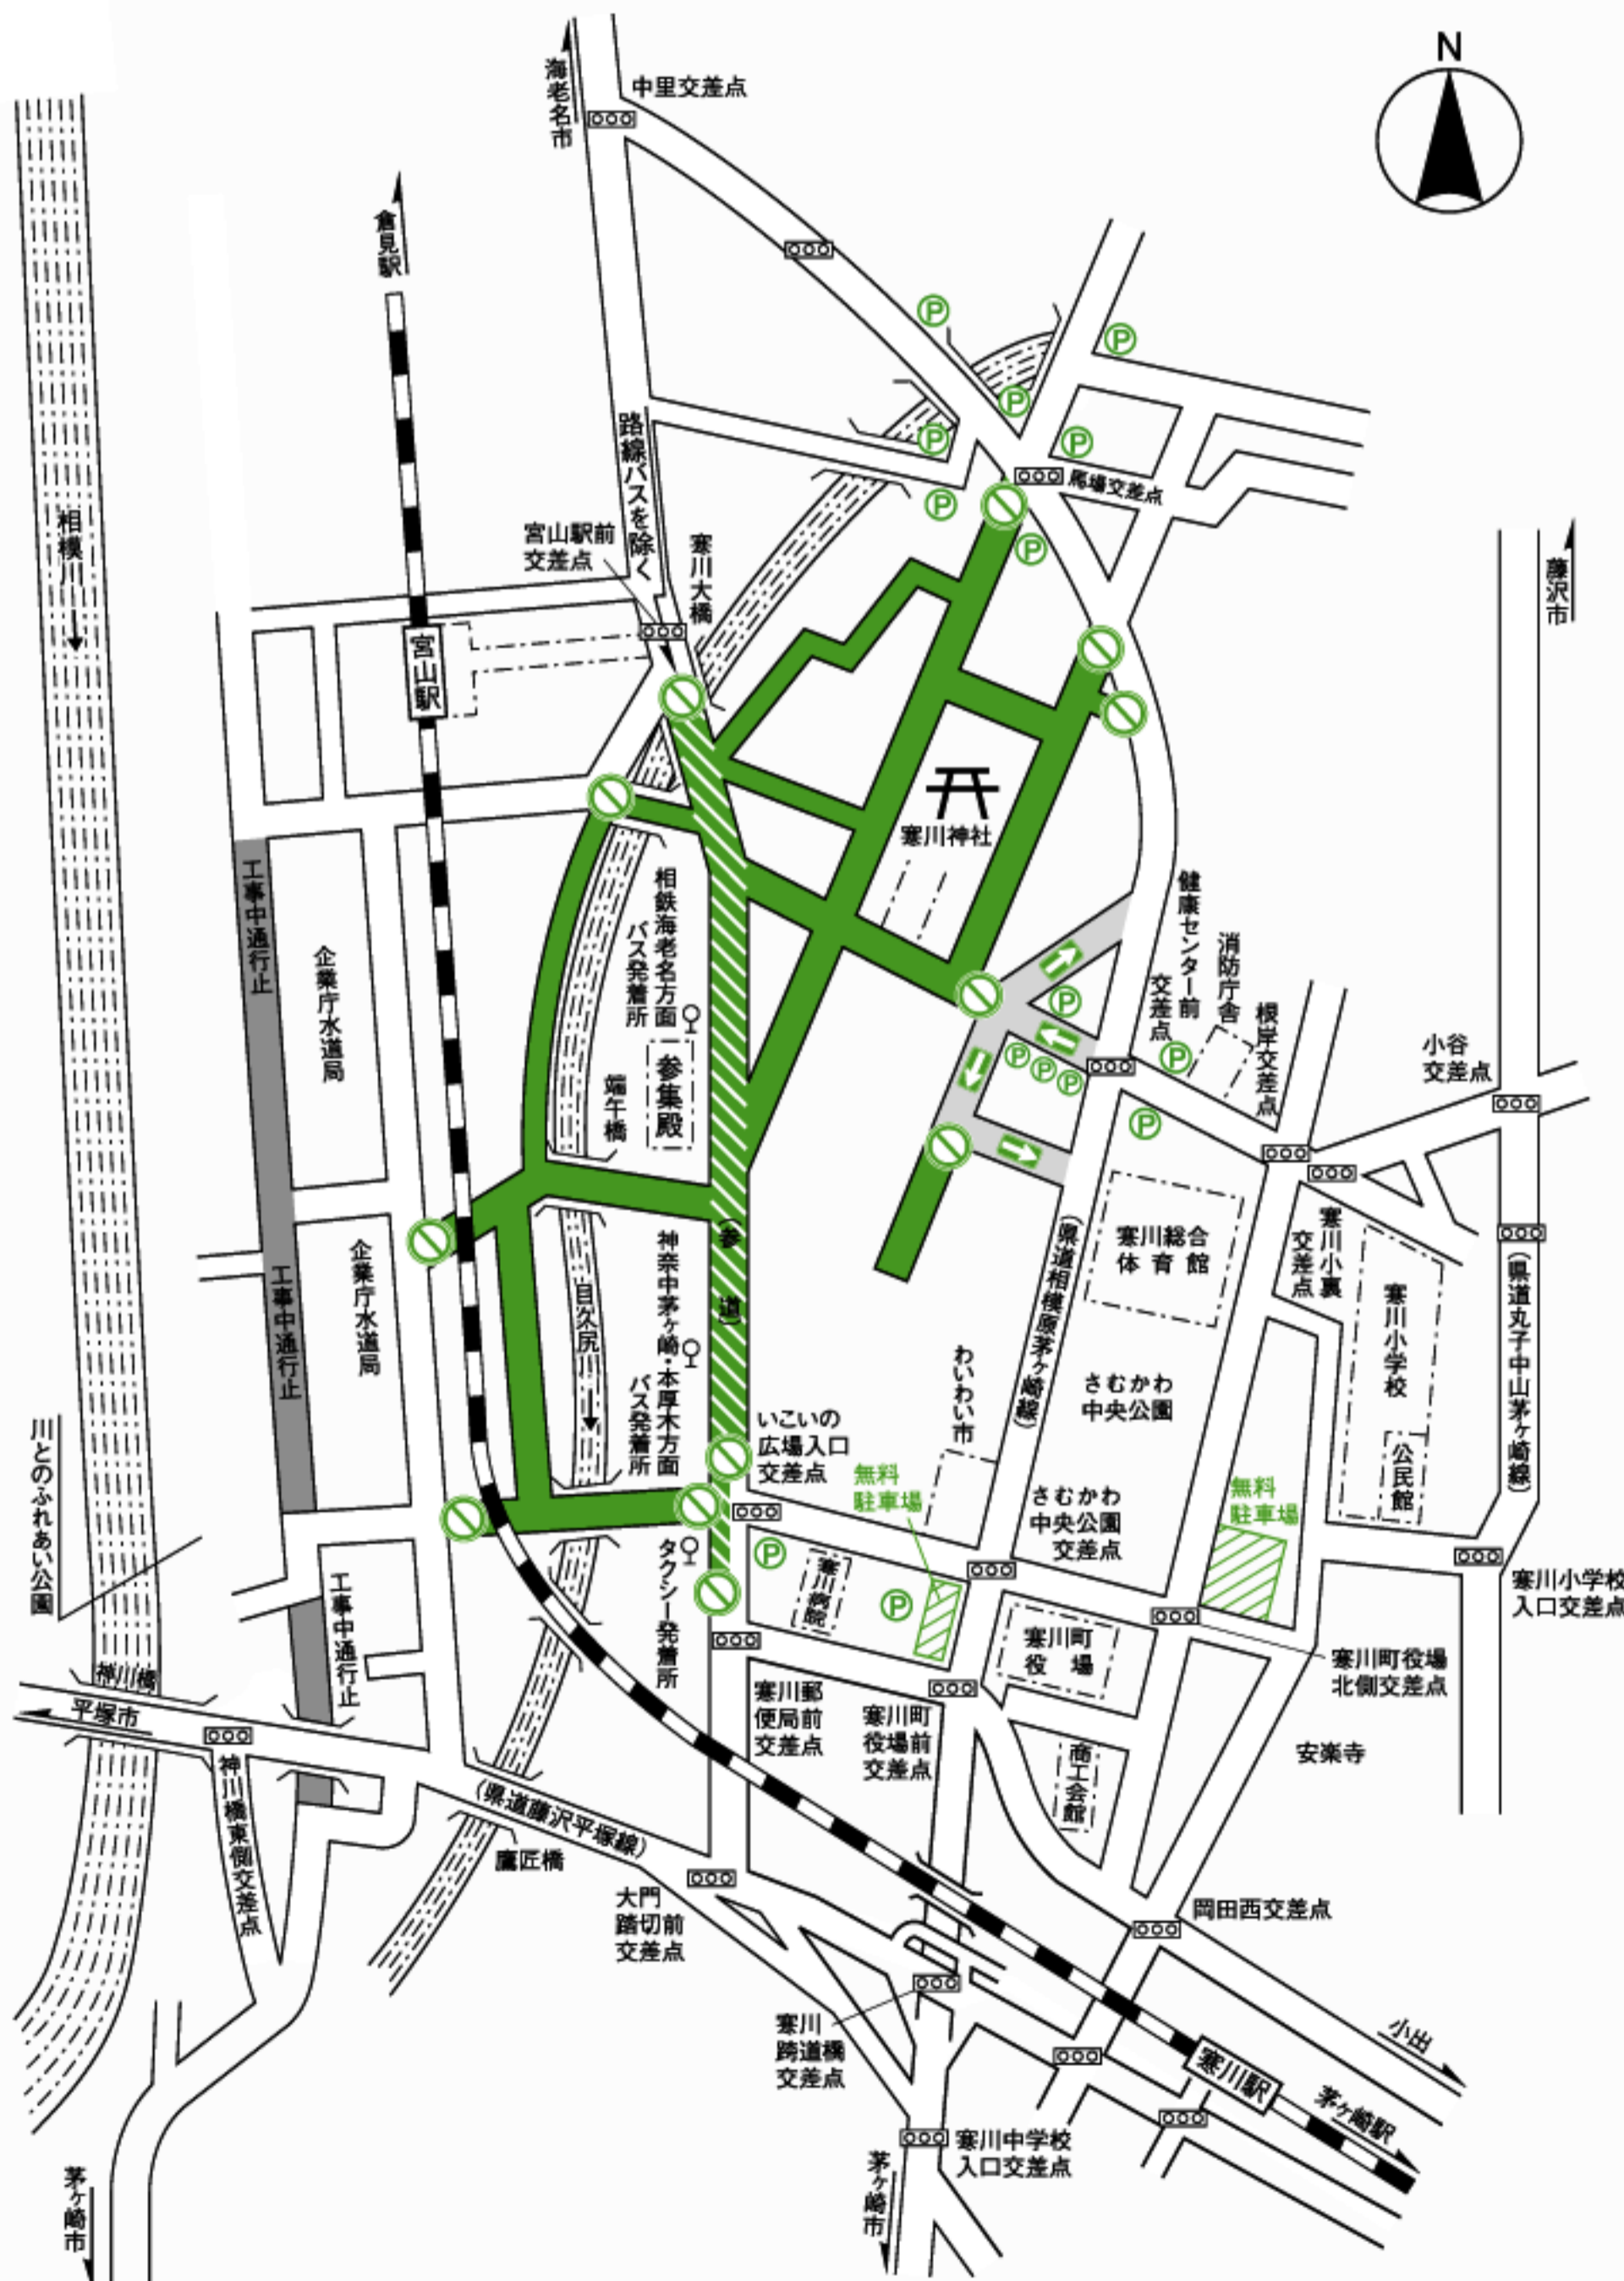 N
海老名市
中里交差点
倉見駅
P
P
P
P
P
P
P
馬場交差点
路線バスを除く
宮山駅前
交差点
寒川大橋
相模川
藤沢市
宮山駅
寒川神社
工事中通行止
企業庁水道局
相鉄海老名方面
バス発着所
参集殿
端午橋
健康センター前
交差点
消防庁舎
根岸交差点
小谷
交差点
P
P
P
P
P
P
工事中通行止
企業庁水道局
目久尻
神奈中茅ヶ崎・本厚木方面
バス発着所
(参道)
(県道相模原茅ヶ崎線)
寒川総合
体育館
寒川小裏
交差点
寒川小学校
公民館
(県道丸子中山茅ヶ崎線)
わいわい市
さむかわ
中央公園
いこいの
広場入口
交差点
無料
駐車場
さむかわ
中央公園
交差点
無料
駐車場
川とのふれあい公園
工事中通行止
タクシー発着所
P
寒川病院
P
寒川小学校
入口交差点
寒川町
役場
寒川町役場
北側交差点
神川橋
平塚市
寒川郵
便局前
交差点
寒川町
役場前
交差点
商工会館
安楽寺
神川橋東側交差点
(県道藤沢平塚線)
鷹匠橋
大門
踏切前
交差点
岡田西交差点
寒川
跨道橋
交差点
小出
寒川駅
茅ヶ崎駅
寒川中学校
入口交差点
茅ヶ崎市
茅ヶ崎市